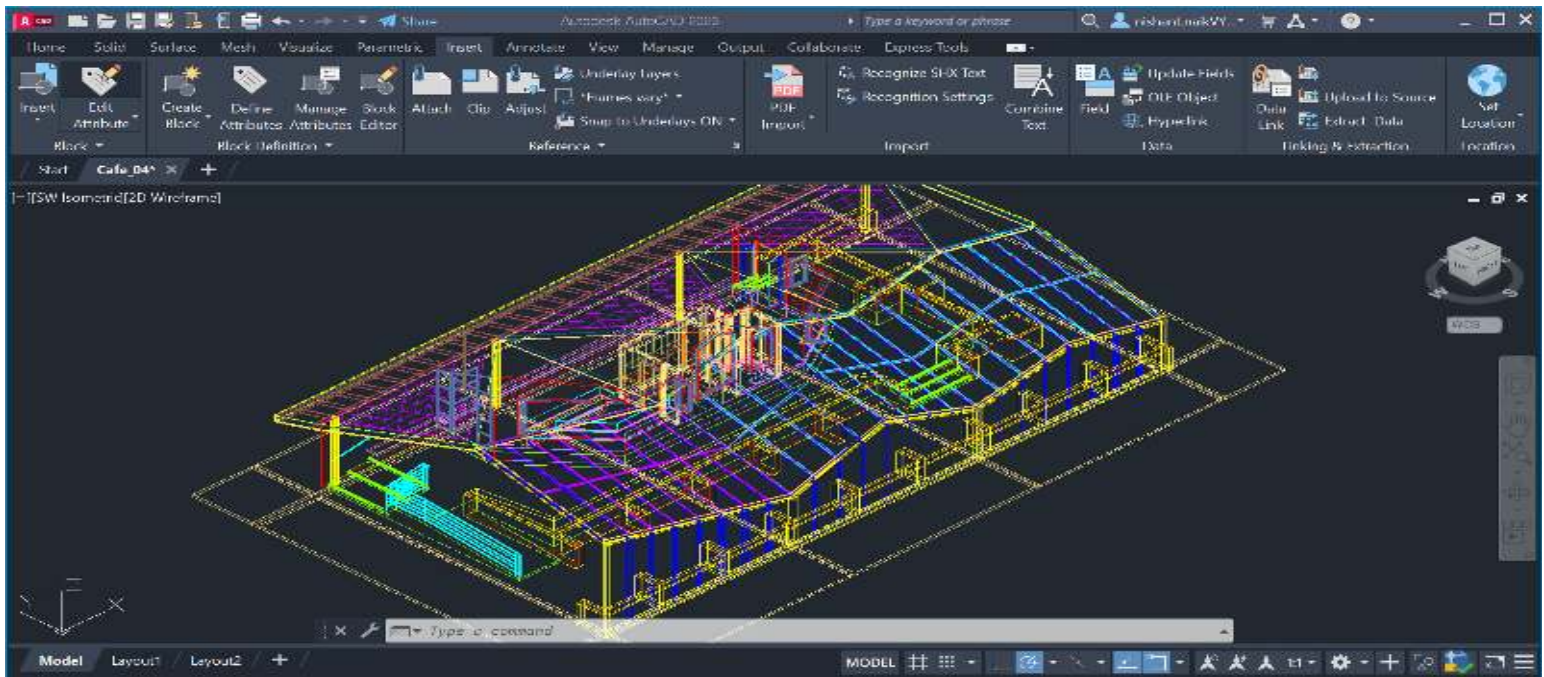 A CAD Share Autodesk AutoCAD Type a keyword or phrase
Home Solid Surface Mesh Visualize Parametric Insert Annotate View Manage Output Collaborate Express Tools
Insert Edit Attribute Create Block Define Attributes Manage Attributes Block Editor Attach Clip Adjust
Underlay Layers
*Frames vary*
Snap to Underlays ON
PDF Import
Recognize SHX Text
Recognition Settings
Combine Text
Field
Update Fields
OLE Object
Hyperlink
Data Link
Upload to Source
Extract Data
Set Location
Block Block Definition Reference Import Data Linking & Extraction Location
Start Cafe_04*
[-][SW Isometric][2D Wireframe]
WCS
Type a command
Model Layout1 Layout2 MODEL 1:1